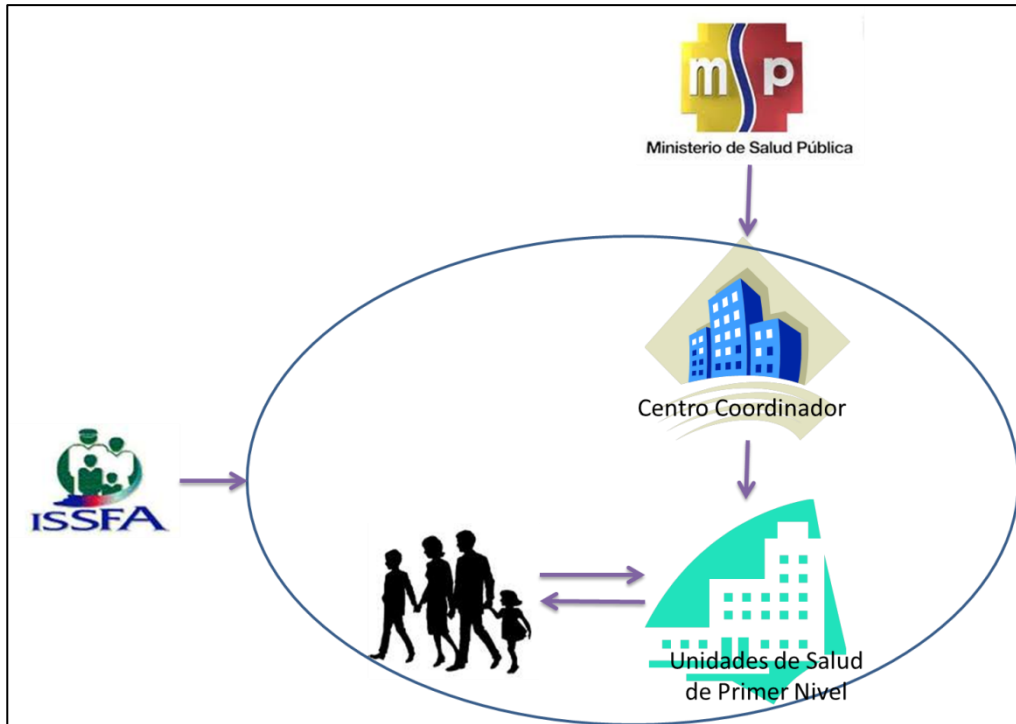 msp
Ministerio de Salud Pública
Centro Coordinador
ISSFA
Unidades de Salud
de Primer Nivel